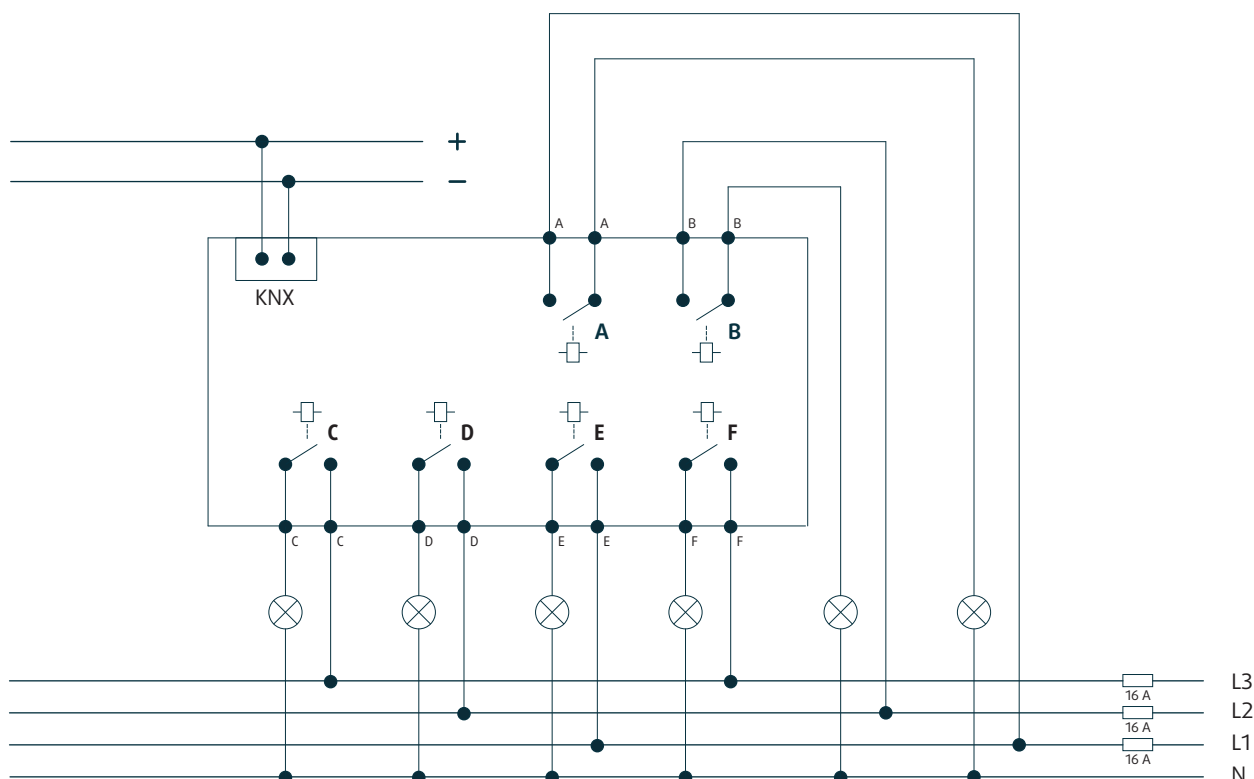 +
−
A A B B
KNX
A B
C D E F
C C D D E E F F
L3
16 A
L2
16 A
L1
16 A
N